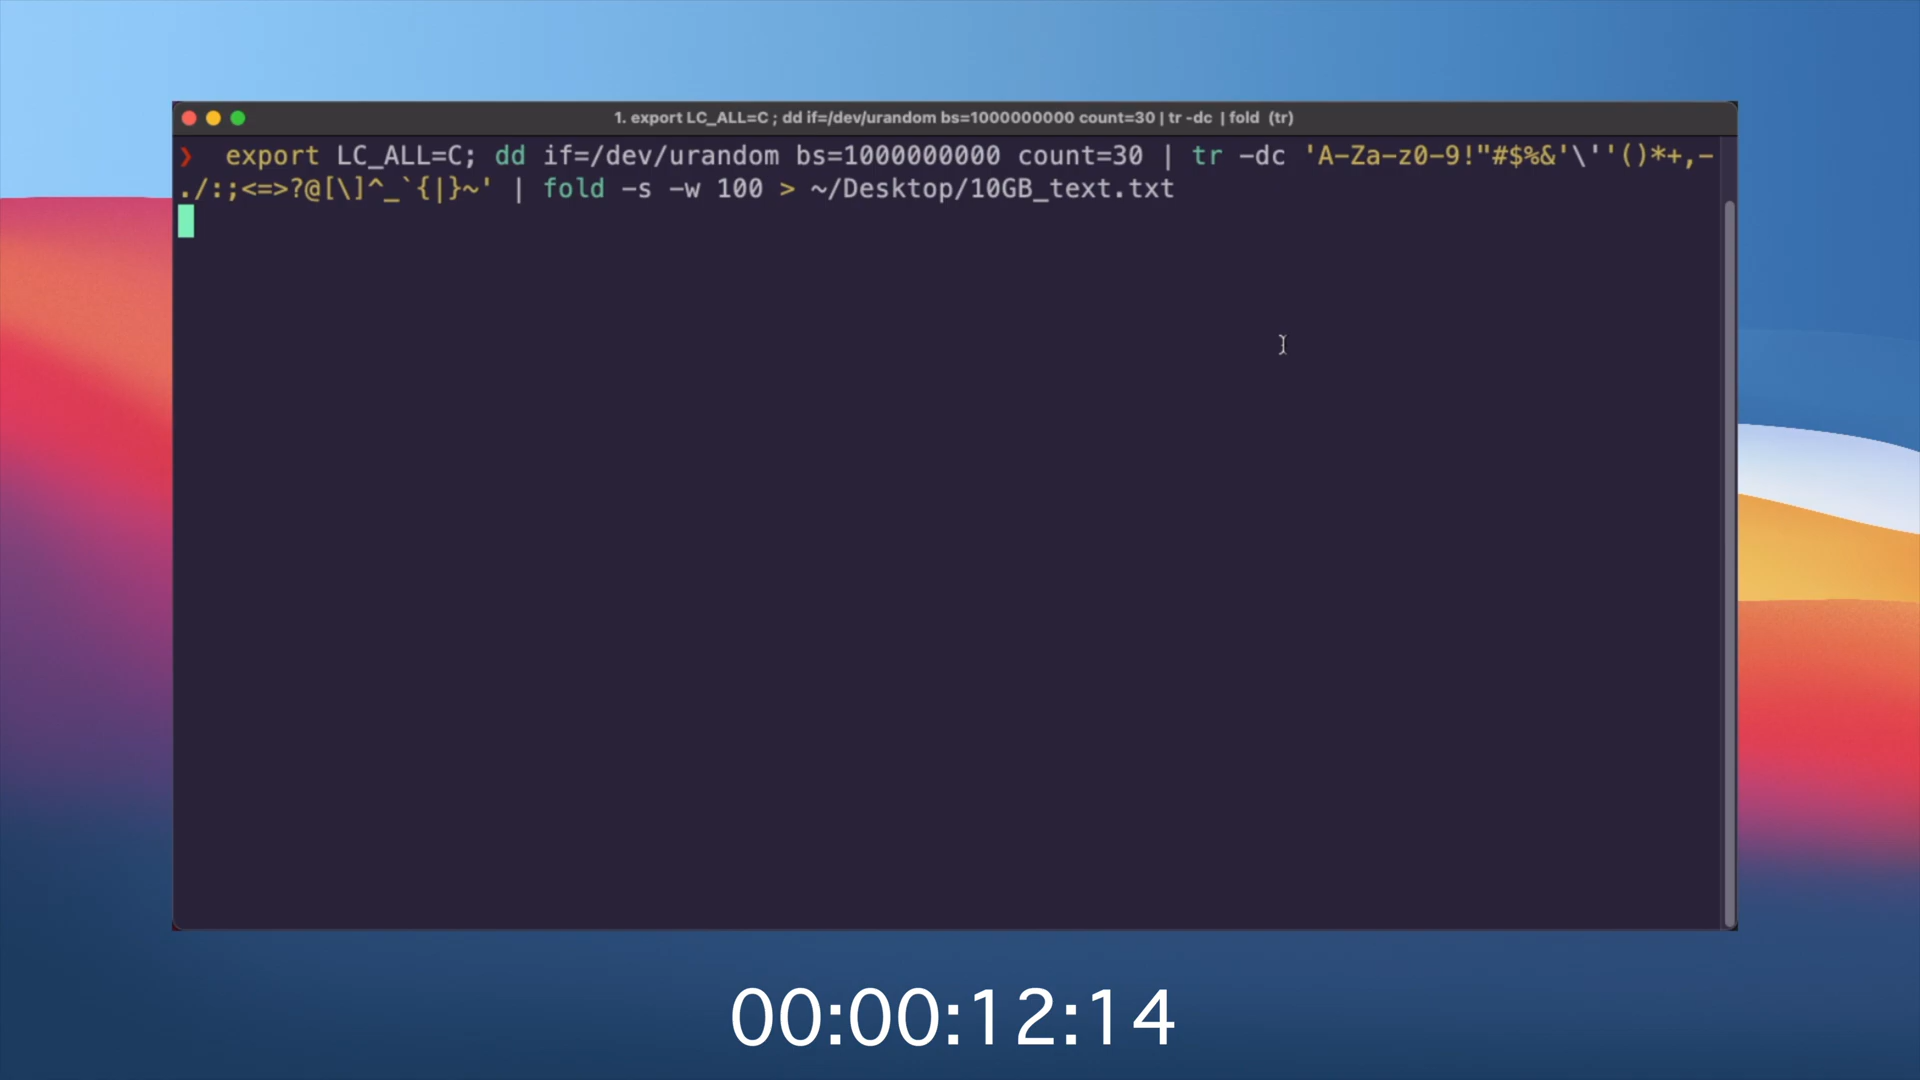 1. export LC_ALL=C ; dd if=/dev/urandom bs=1000000000 count=30 | tr -dc | fold (tr)
❯ export LC_ALL=C; dd if=/dev/urandom bs=1000000000 count=30 | tr -dc 'A-Za-z0-9!"#$%&'\''()*+,-
./:;<=>?@[\]^_`{|}~' | fold -s -w 100 > ~/Desktop/10GB_text.txt
00:00:12:14